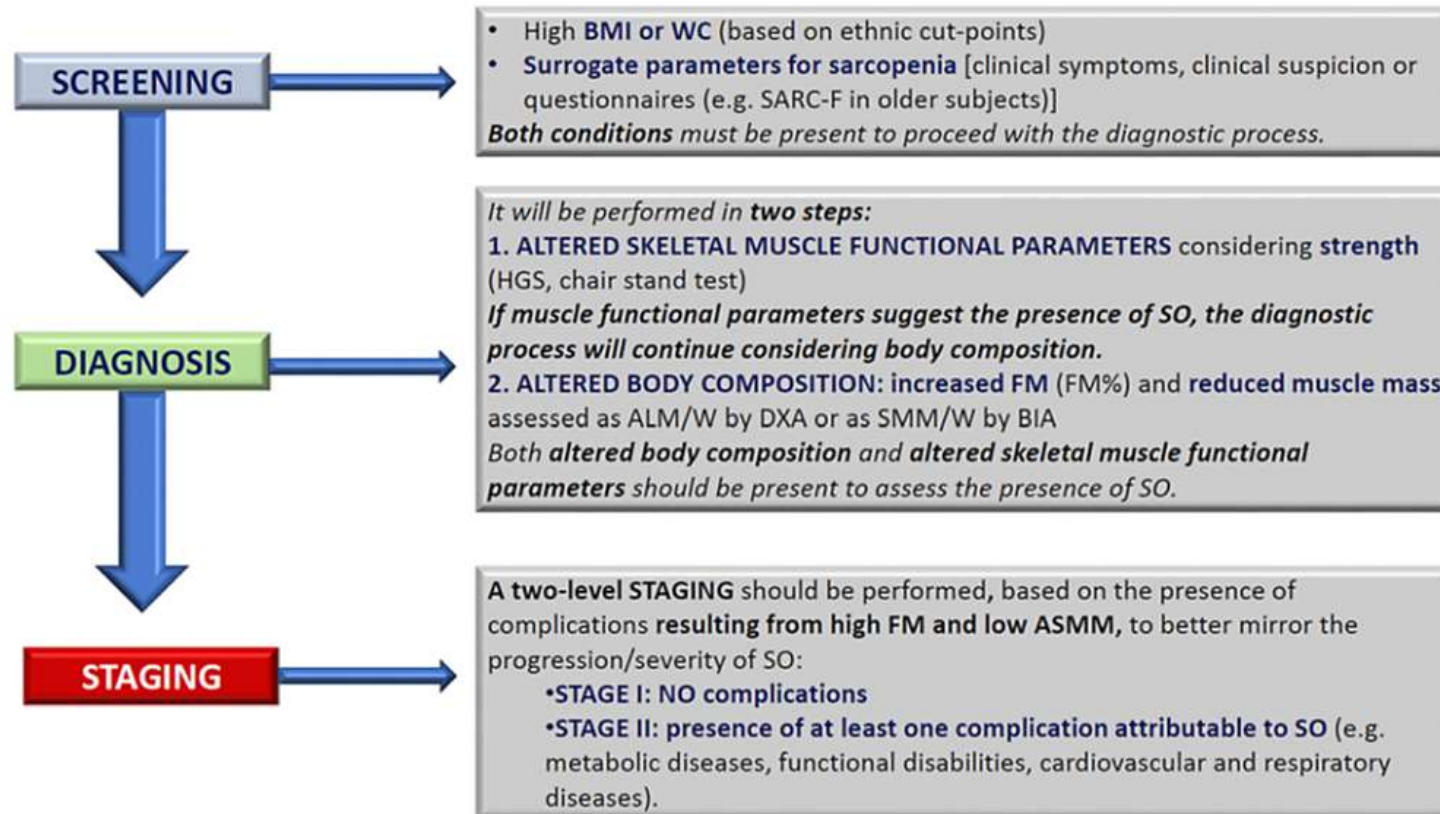 SCREENING
• High BMI or WC (based on ethnic cut-points)
• Surrogate parameters for sarcopenia [clinical symptoms, clinical suspicion or
questionnaires (e.g. SARC-F in older subjects)]
Both conditions must be present to proceed with the diagnostic process.
DIAGNOSIS
It will be performed in two steps:
1. ALTERED SKELETAL MUSCLE FUNCTIONAL PARAMETERS considering strength
(HGS, chair stand test)
If muscle functional parameters suggest the presence of SO, the diagnostic
process will continue considering body composition.
2. ALTERED BODY COMPOSITION: increased FM (FM%) and reduced muscle mass
assessed as ALM/W by DXA or as SMM/W by BIA
Both altered body composition and altered skeletal muscle functional
parameters should be present to assess the presence of SO.
STAGING
A two-level STAGING should be performed, based on the presence of
complications resulting from high FM and low ASMM, to better mirror the
progression/severity of SO:
•STAGE I: NO complications
•STAGE II: presence of at least one complication attributable to SO (e.g.
metabolic diseases, functional disabilities, cardiovascular and respiratory
diseases).